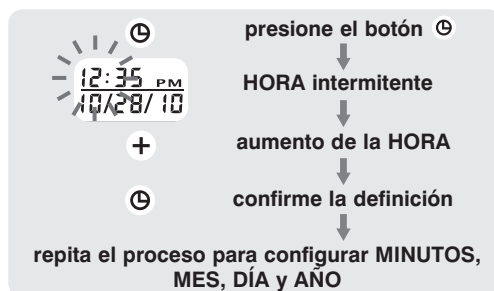 presione el botón
12:35 PM
10/28/10
HORA intermitente
+
aumento de la HORA
confirme la definición
repita el proceso para configurar MINUTOS,
MES, DÍA y AÑO